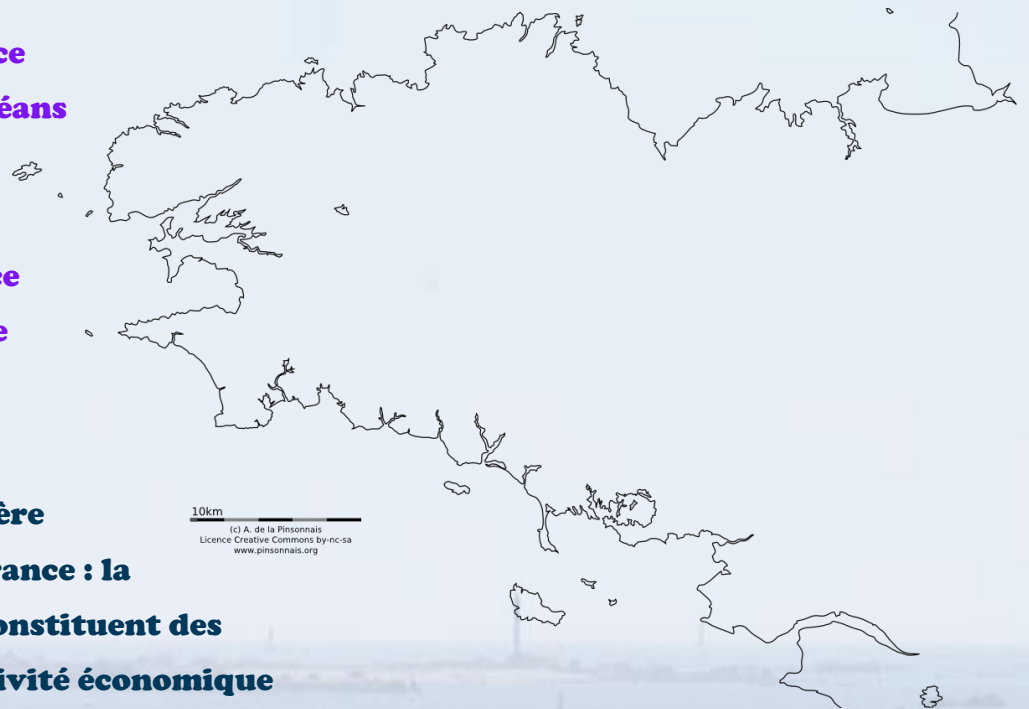 ce
éans
ce
e
ère
rance : la
onstituent des
ivité économique
10km
(c) A. de la Pinsonnais
Licence Creative Commons by-nc-sa
www.pinsonnais.org